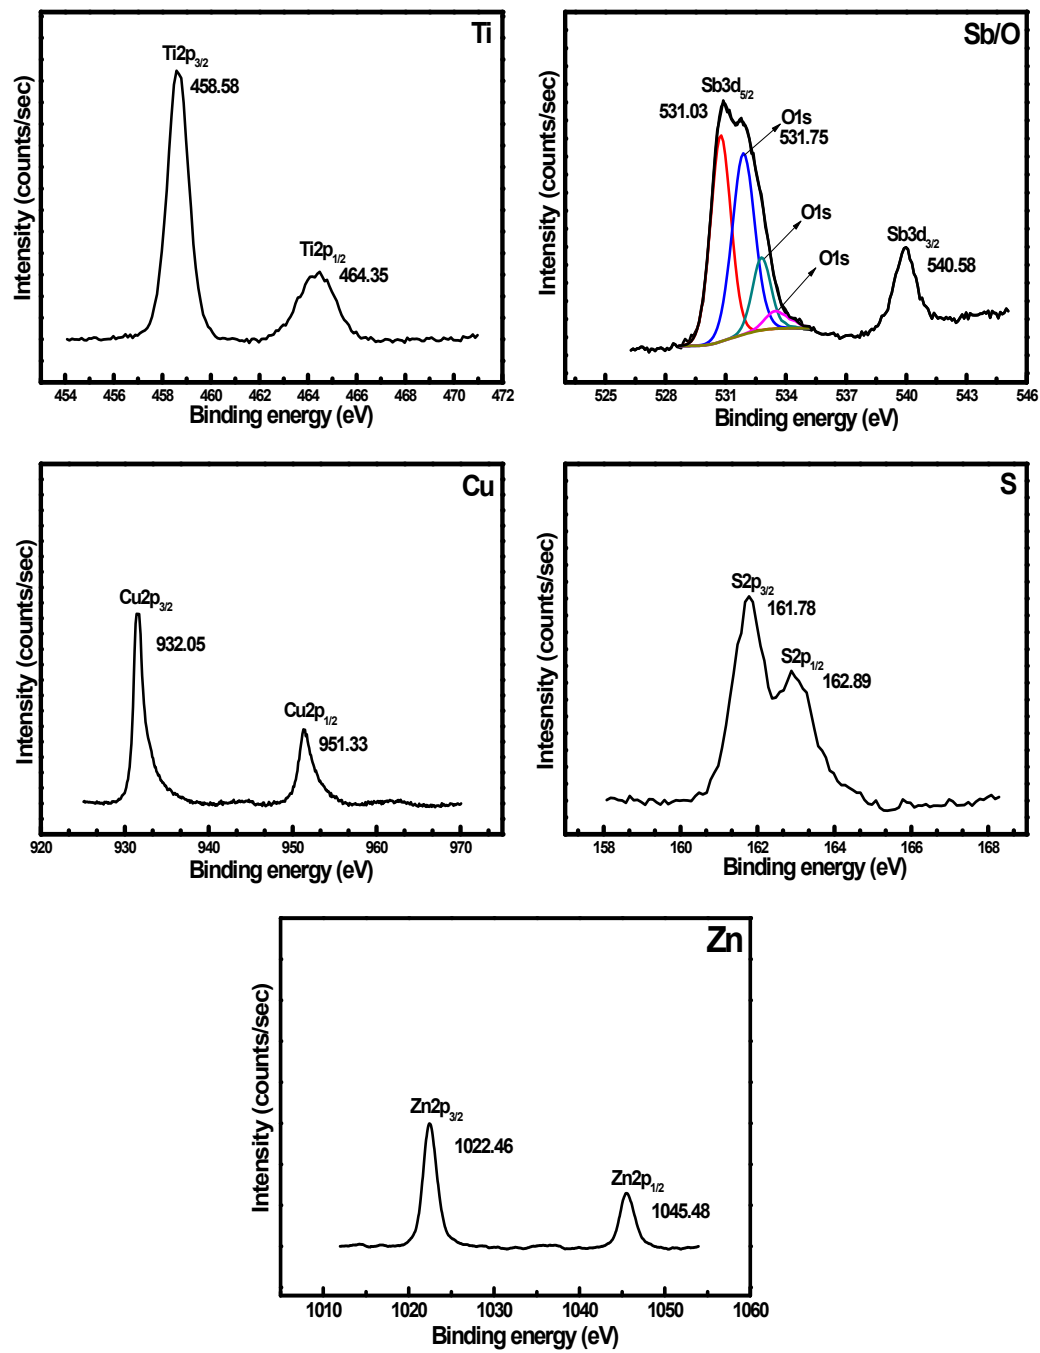 Ti
Ti2p3/2
458.58
Ti2p1/2
464.35
Intensity (counts/sec)
454 456 458 460 462 464 466 468 470 472
Binding energy (eV)
Sb/O
Sb3d5/2
531.03
O1s
531.75
O1s
O1s
Sb3d3/2
540.58
Intensity (counts/sec)
525 528 531 534 537 540 543 546
Binding energy (eV)
Cu
Cu2p3/2
932.05
Cu2p1/2
951.33
Intensity (counts/sec)
920 930 940 950 960 970
Binding energy (eV)
S
S2p3/2
161.78
S2p1/2
162.89
Intesnsity (counts/sec)
158 160 162 164 166 168
Binding energy (eV)
Zn
Zn2p3/2
1022.46
Zn2p1/2
1045.48
Intensity (counts/sec)
1010 1020 1030 1040 1050 1060
Binding energy (eV)